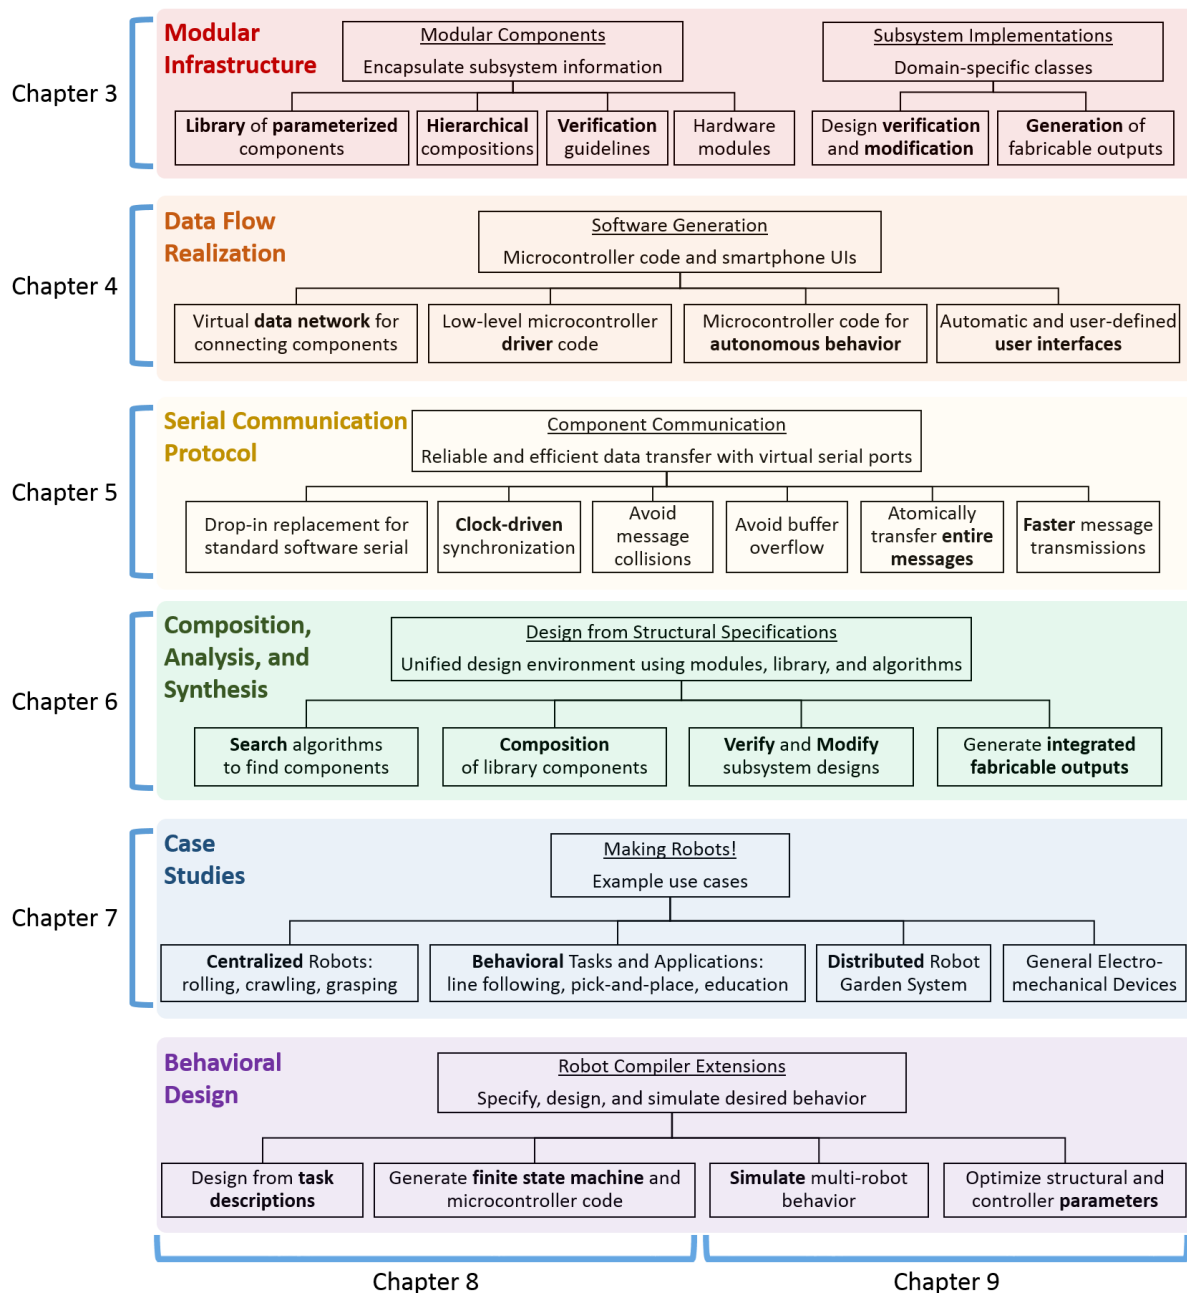 Chapter 3
Modular
Infrastructure
Modular Components
Encapsulate subsystem information
Library of parameterized
components
Hierarchical
compositions
Verification
guidelines
Hardware
modules
Subsystem Implementations
Domain-specific classes
Design verification
and modification
Generation of
fabricable outputs
Chapter 4
Data Flow
Realization
Software Generation
Microcontroller code and smartphone UIs
Virtual data network for
connecting components
Low-level microcontroller
driver code
Microcontroller code for
autonomous behavior
Automatic and user-defined
user interfaces
Chapter 5
Serial Communication
Protocol
Component Communication
Reliable and efficient data transfer with virtual serial ports
Drop-in replacement for
standard software serial
Clock-driven
synchronization
Avoid
message
collisions
Avoid buffer
overflow
Atomically
transfer entire
messages
Faster message
transmissions
Chapter 6
Composition,
Analysis, and
Synthesis
Design from Structural Specifications
Unified design environment using modules, library, and algorithms
Search algorithms
to find components
Composition
of library components
Verify and Modify
subsystem designs
Generate integrated
fabricable outputs
Chapter 7
Case
Studies
Making Robots!
Example use cases
Centralized Robots:
rolling, crawling, grasping
Behavioral Tasks and Applications:
line following, pick-and-place, education
Distributed Robot
Garden System
General Electro-
mechanical Devices
Behavioral
Design
Robot Compiler Extensions
Specify, design, and simulate desired behavior
Design from task
descriptions
Generate finite state machine and
microcontroller code
Simulate multi-robot
behavior
Optimize structural and
controller parameters
Chapter 8
Chapter 9